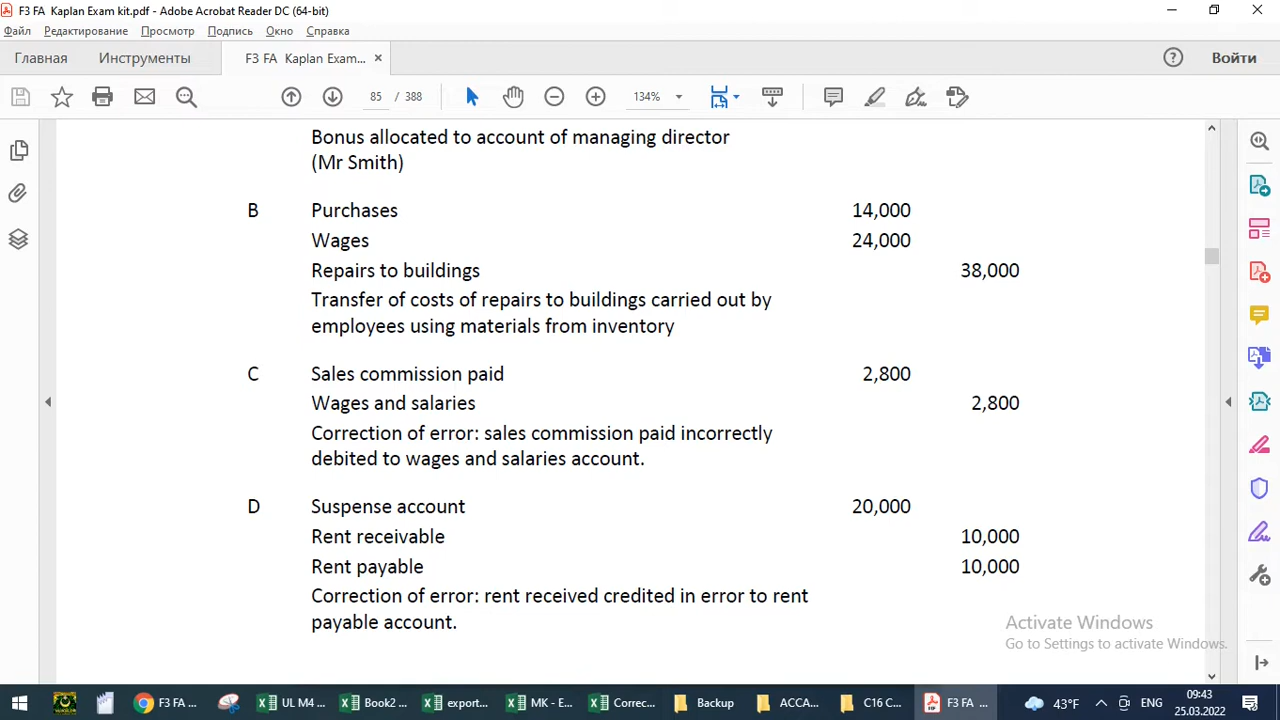 F3 FA  Kaplan Exam kit.pdf - Adobe Acrobat Reader DC (64-bit)
Файл Редактирование Просмотр Подпись Окно Справка
Главная Инструменты F3 FA  Kaplan Exam... × Войти
85 / 388 134%
Bonus allocated to account of managing director
(Mr Smith)
B Purchases 14,000
Wages 24,000
Repairs to buildings 38,000
Transfer of costs of repairs to buildings carried out by
employees using materials from inventory
C Sales commission paid 2,800
Wages and salaries 2,800
Correction of error: sales commission paid incorrectly
debited to wages and salaries account.
D Suspense account 20,000
Rent receivable 10,000
Rent payable 10,000
Correction of error: rent received credited in error to rent
payable account.
Activate Windows
Go to Settings to activate Windows.
F3 FA ... UL M4 ... Book2 ... export... MK - E... Correc... Backup ACCA... C16 C... F3 FA ... 43°F ENG 09:43
25.03.2022